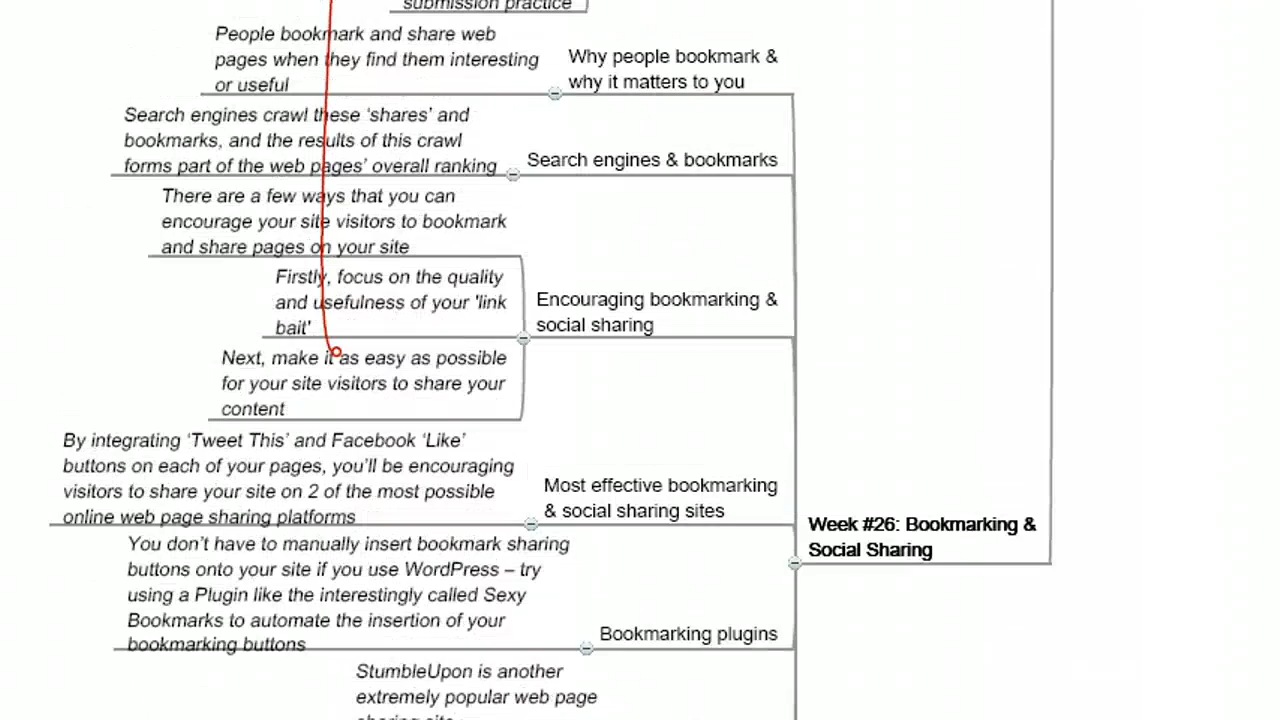 submission practice
People bookmark and share web
pages when they find them interesting
or useful
Why people bookmark &
why it matters to you
Search engines crawl these ‘shares’ and
bookmarks, and the results of this crawl
forms part of the web pages’ overall ranking
Search engines & bookmarks
There are a few ways that you can
encourage your site visitors to bookmark
and share pages on your site
Firstly, focus on the quality
and usefulness of your 'link
bait'
Next, make it as easy as possible
for your site visitors to share your
content
Encouraging bookmarking &
social sharing
By integrating ‘Tweet This’ and Facebook ‘Like’
buttons on each of your pages, you’ll be encouraging
visitors to share your site on 2 of the most possible
online web page sharing platforms
Most effective bookmarking
& social sharing sites
You don’t have to manually insert bookmark sharing
buttons onto your site if you use WordPress – try
using a Plugin like the interestingly called Sexy
Bookmarks to automate the insertion of your
bookmarking buttons
Bookmarking plugins
StumbleUpon is another
extremely popular web page
sharing site
Week #26: Bookmarking &
Social Sharing